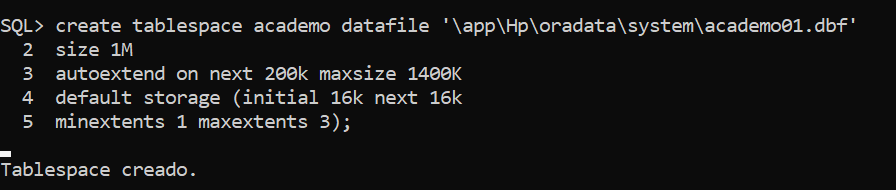 SQL> create tablespace academo datafile '\app\Hp\oradata\system\academo01.dbf'
  2  size 1M
  3  autoextend on next 200k maxsize 1400K
  4  default storage (initial 16k next 16k
  5  minextents 1 maxextents 3);
Tablespace creado.